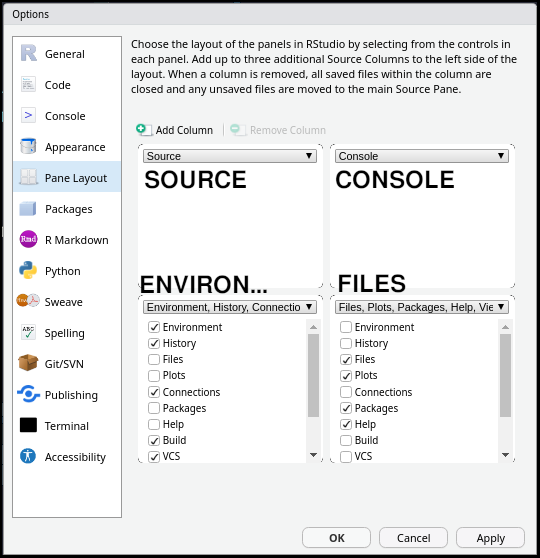 Options
General
Code
Console
Appearance
Pane Layout
Packages
Rmd R Markdown
Python
Sweave
ABC Spelling
Git/SVN
Publishing
Terminal
Accessibility
Choose the layout of the panels in RStudio by selecting from the controls in
each panel. Add up to three additional Source Columns to the left side of the
layout. When a column is removed, all saved files within the column are
closed and any unsaved files are moved to the main Source Pane.
Add Column
Remove Column
Source
SOURCE
Console
CONSOLE
ENVIRON...
Environment, History, Connectio
Environment
History
Files
Plots
Connections
Packages
Help
Build
VCS
FILES
Files, Plots, Packages, Help, Vie
Environment
History
Files
Plots
Connections
Packages
Help
Build
VCS
OK
Cancel
Apply